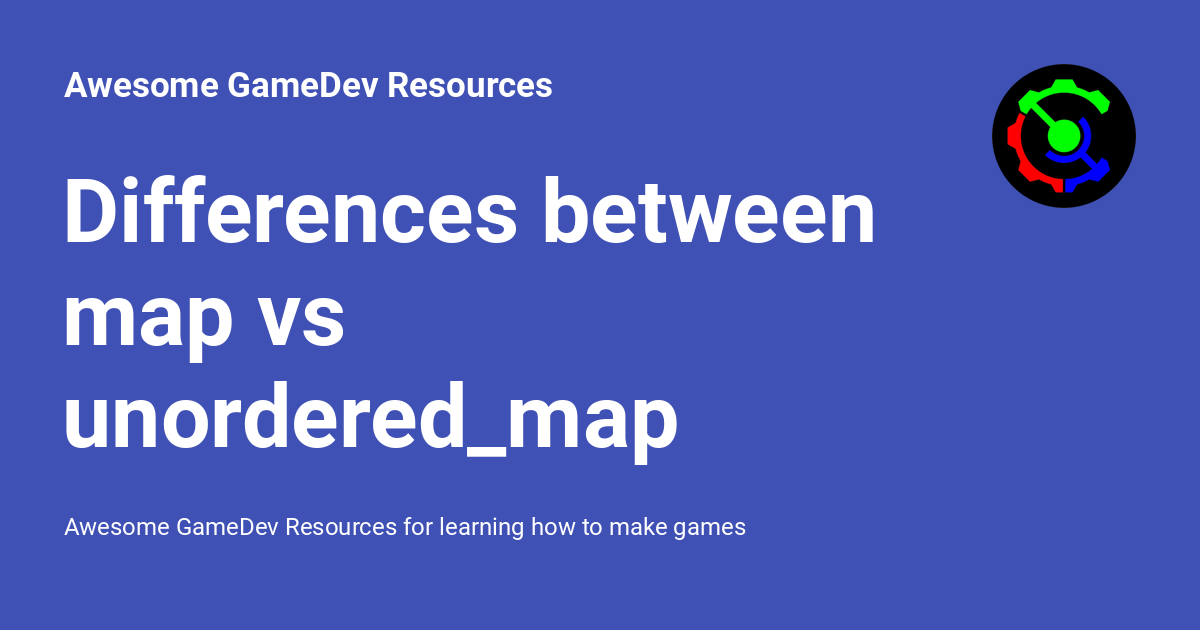 Awesome GameDev Resources
Differences between
map vs
unordered_map
Awesome GameDev Resources for learning how to make games